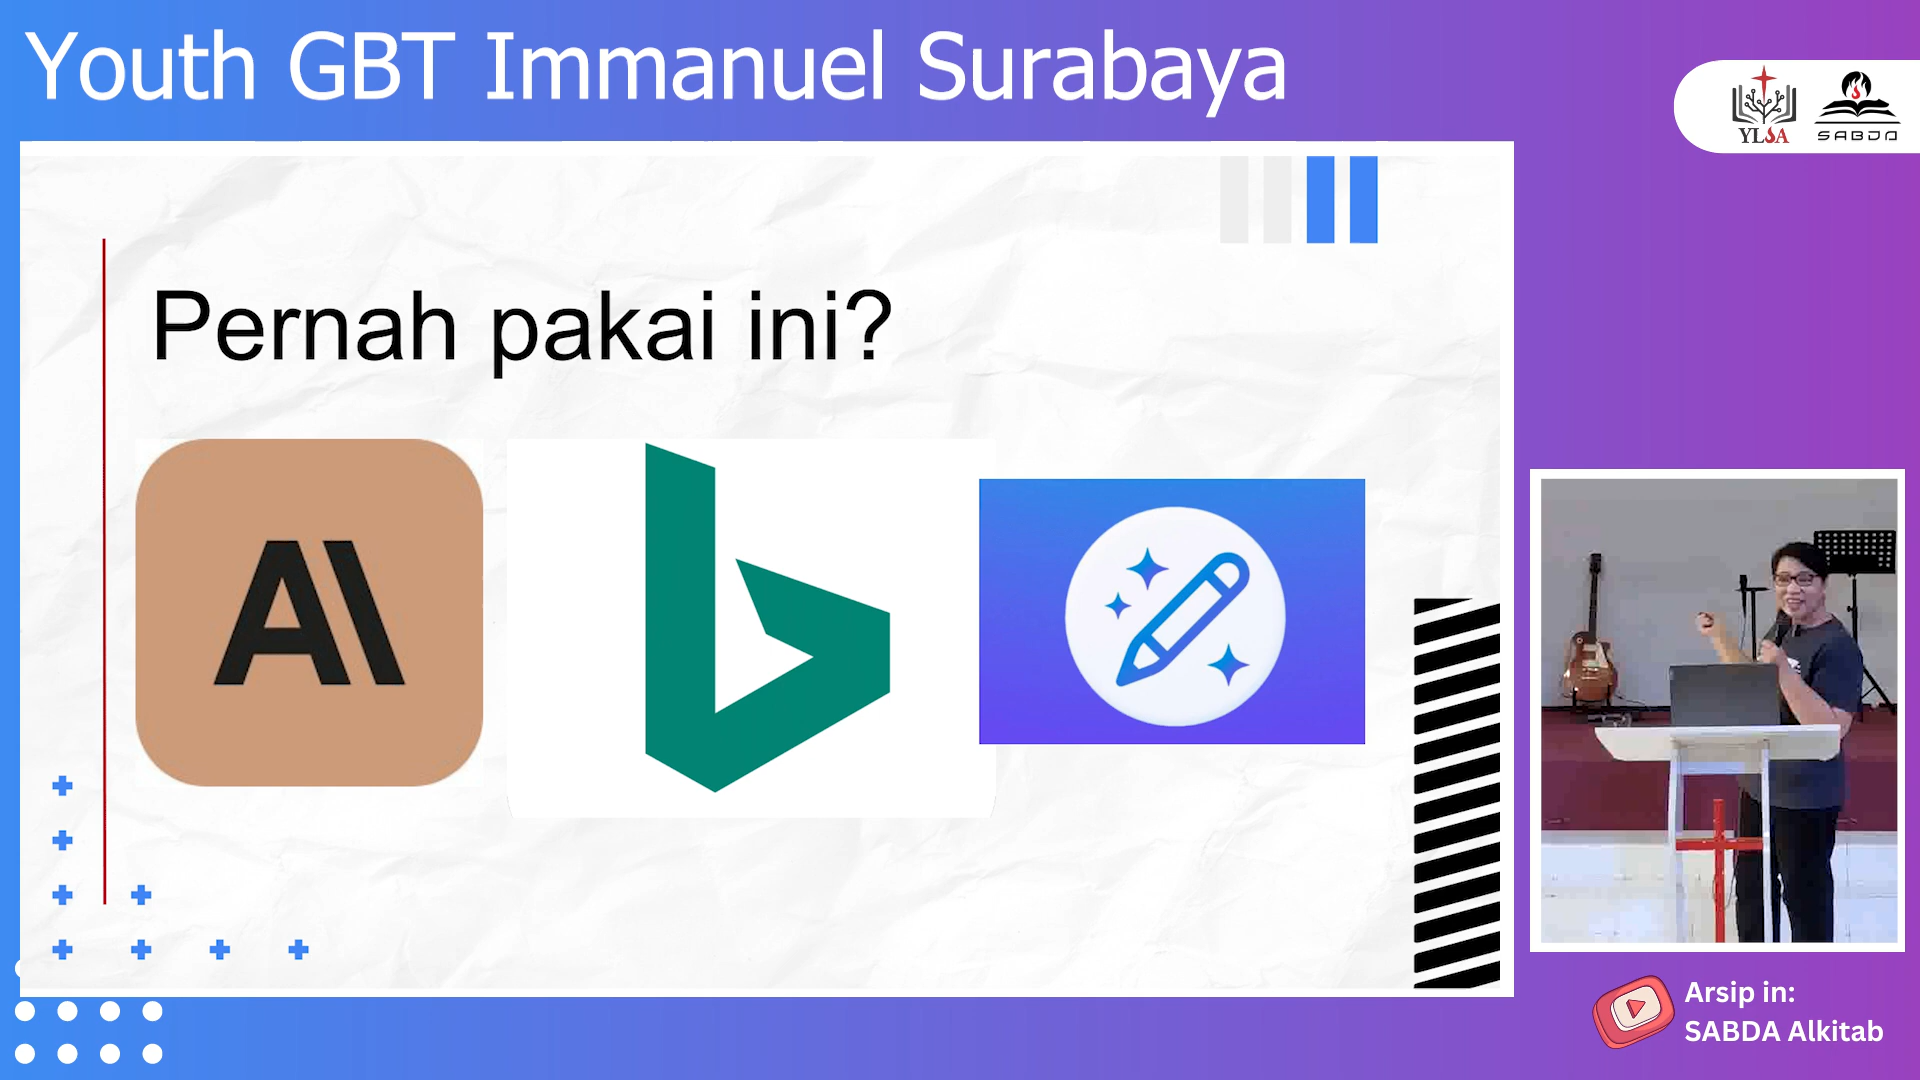 Youth GBT Immanuel Surabaya
YLSA
SABDA
Pernah pakai ini?
AI
Arsip in:
SABDA Alkitab